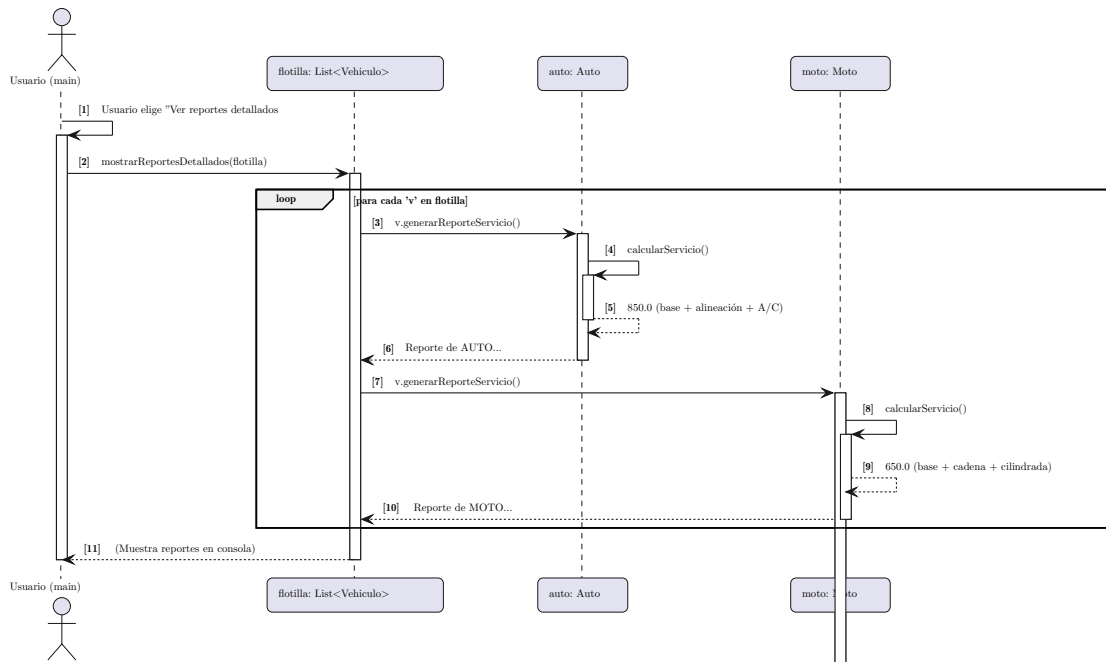 Usuario (main)
flotilla: List<Vehiculo>
auto: Auto
moto: Moto
[1] Usuario elige "Ver reportes detallados
[2] mostrarReportesDetallados(flotilla)
loop
[para cada 'v' en flotilla]
[3] v.generarReporteServicio()
[4] calcularServicio()
[5] 850.0 (base + alineación + A/C)
[6] Reporte de AUTO...
[7] v.generarReporteServicio()
[8] calcularServicio()
[9] 650.0 (base + cadena + cilindrada)
[10] Reporte de MOTO...
[11] (Muestra reportes en consola)
Usuario (main)
flotilla: List<Vehiculo>
auto: Auto
moto: